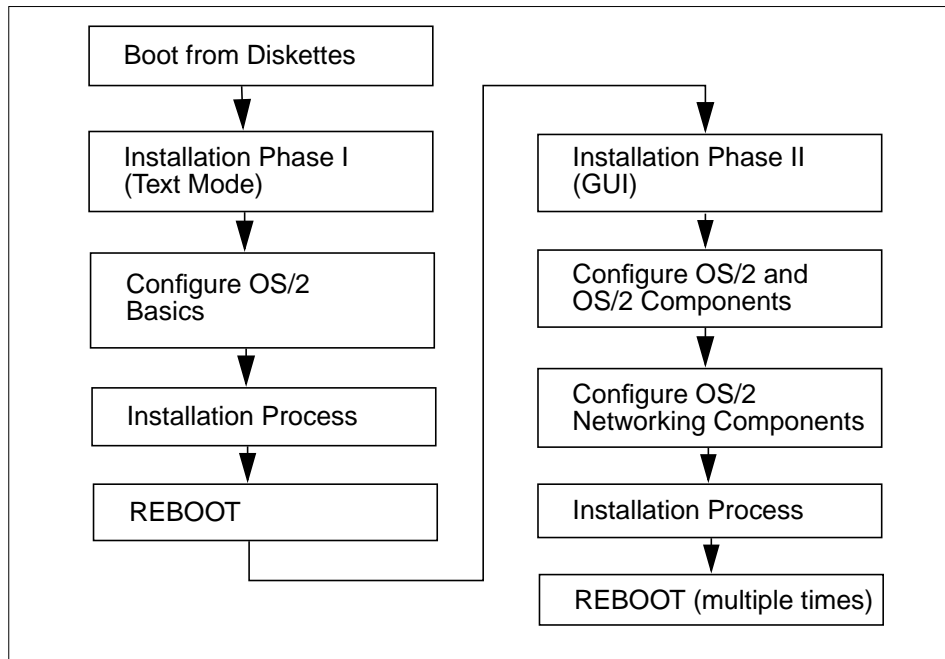 Boot from Diskettes
Installation Phase I
(Text Mode)
Configure OS/2
Basics
Installation Process
REBOOT
Installation Phase II
(GUI)
Configure OS/2 and
OS/2 Components
Configure OS/2
Networking Components
Installation Process
REBOOT (multiple times)